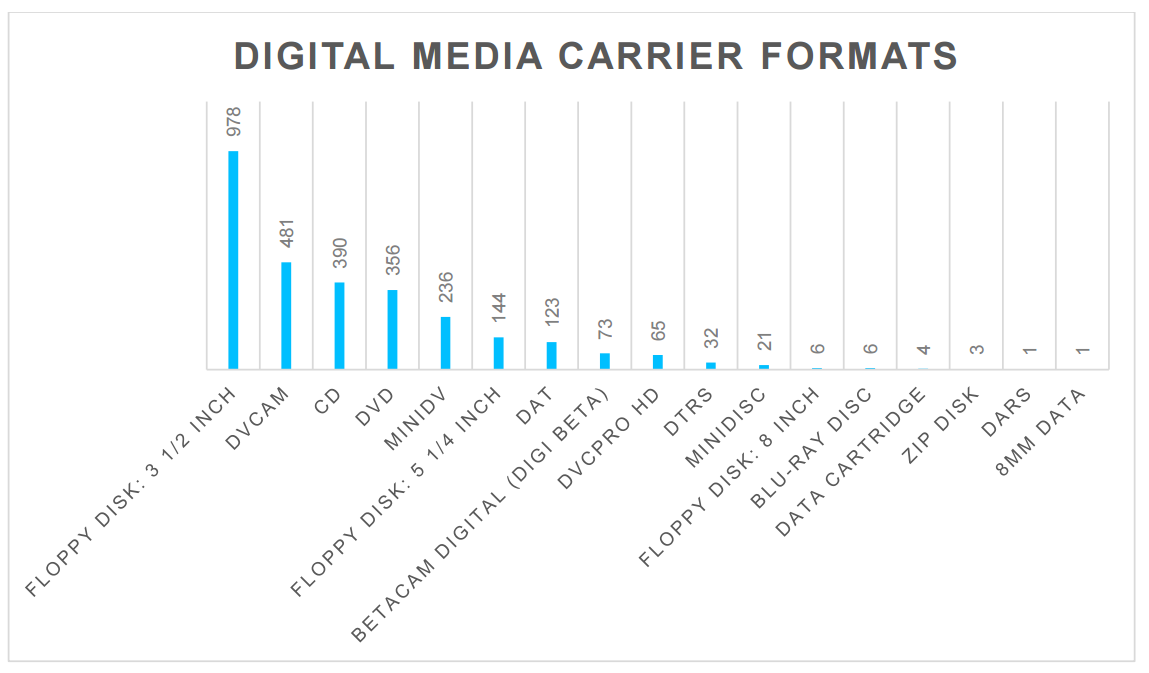 DIGITAL MEDIA CARRIER FORMATS
978
481
390
356
236
144
123
73
65
32
21
6
6
4
3
1
1
FLOPPY DISK: 3 1/2 INCH
DVCAM
CD
DVD
MINIDV
FLOPPY DISK: 5 1/4 INCH
DAT
BETACAM DIGITAL (DIGI BETA)
DVCPRO HD
DTRS
MINIDISC
FLOPPY DISK: 8 INCH
BLU-RAY DISC
DATA CARTRIDGE
ZIP DISK
DARS
8MM DATA